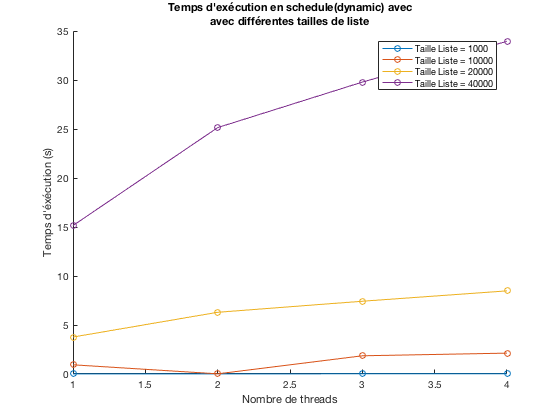 Temps d'exécution en schedule(dynamic) avec
avec différentes tailles de liste
Temps d'éxécution (s)
35
30
25
20
15
10
5
0
Taille Liste = 1000
Taille Liste = 10000
Taille Liste = 20000
Taille Liste = 40000
1
1.5
2
2.5
3
3.5
4
Nombre de threads